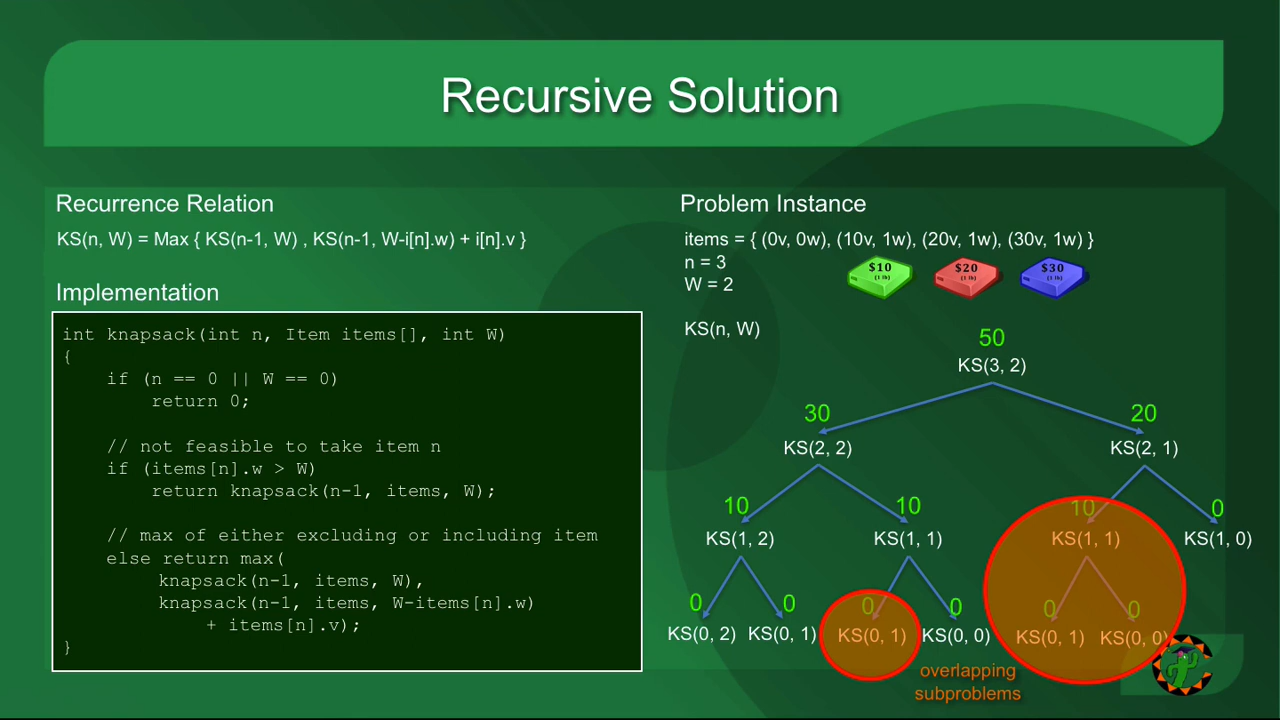 Recursive Solution
Recurrence Relation
KS(n, W) = Max { KS(n-1, W) , KS(n-1, W-i[n].w) + i[n].v }
Implementation
int knapsack(int n, Item items[], int W)
{
if (n == 0 || W == 0)
return 0;
// not feasible to take item n
if (items[n].w > W)
return knapsack(n-1, items, W);
// max of either excluding or including item
else return max(
knapsack(n-1, items, W),
knapsack(n-1, items, W-items[n].w)
+ items[n].v);
}
Problem Instance
items = { (0v, 0w), (10v, 1w), (20v, 1w), (30v, 1w) }
n = 3
W = 2
$10 $20 $30
(1 lb) (1 lb) (1 lb)
KS(n, W)
50
KS(3, 2)
30 20
KS(2, 2) KS(2, 1)
10 10 10 0
KS(1, 2) KS(1, 1) KS(1, 1) KS(1, 0)
0 0 0 0 0 0
KS(0, 2) KS(0, 1) KS(0, 1) KS(0, 0) KS(0, 1) KS(0, 0)
overlapping
subproblems